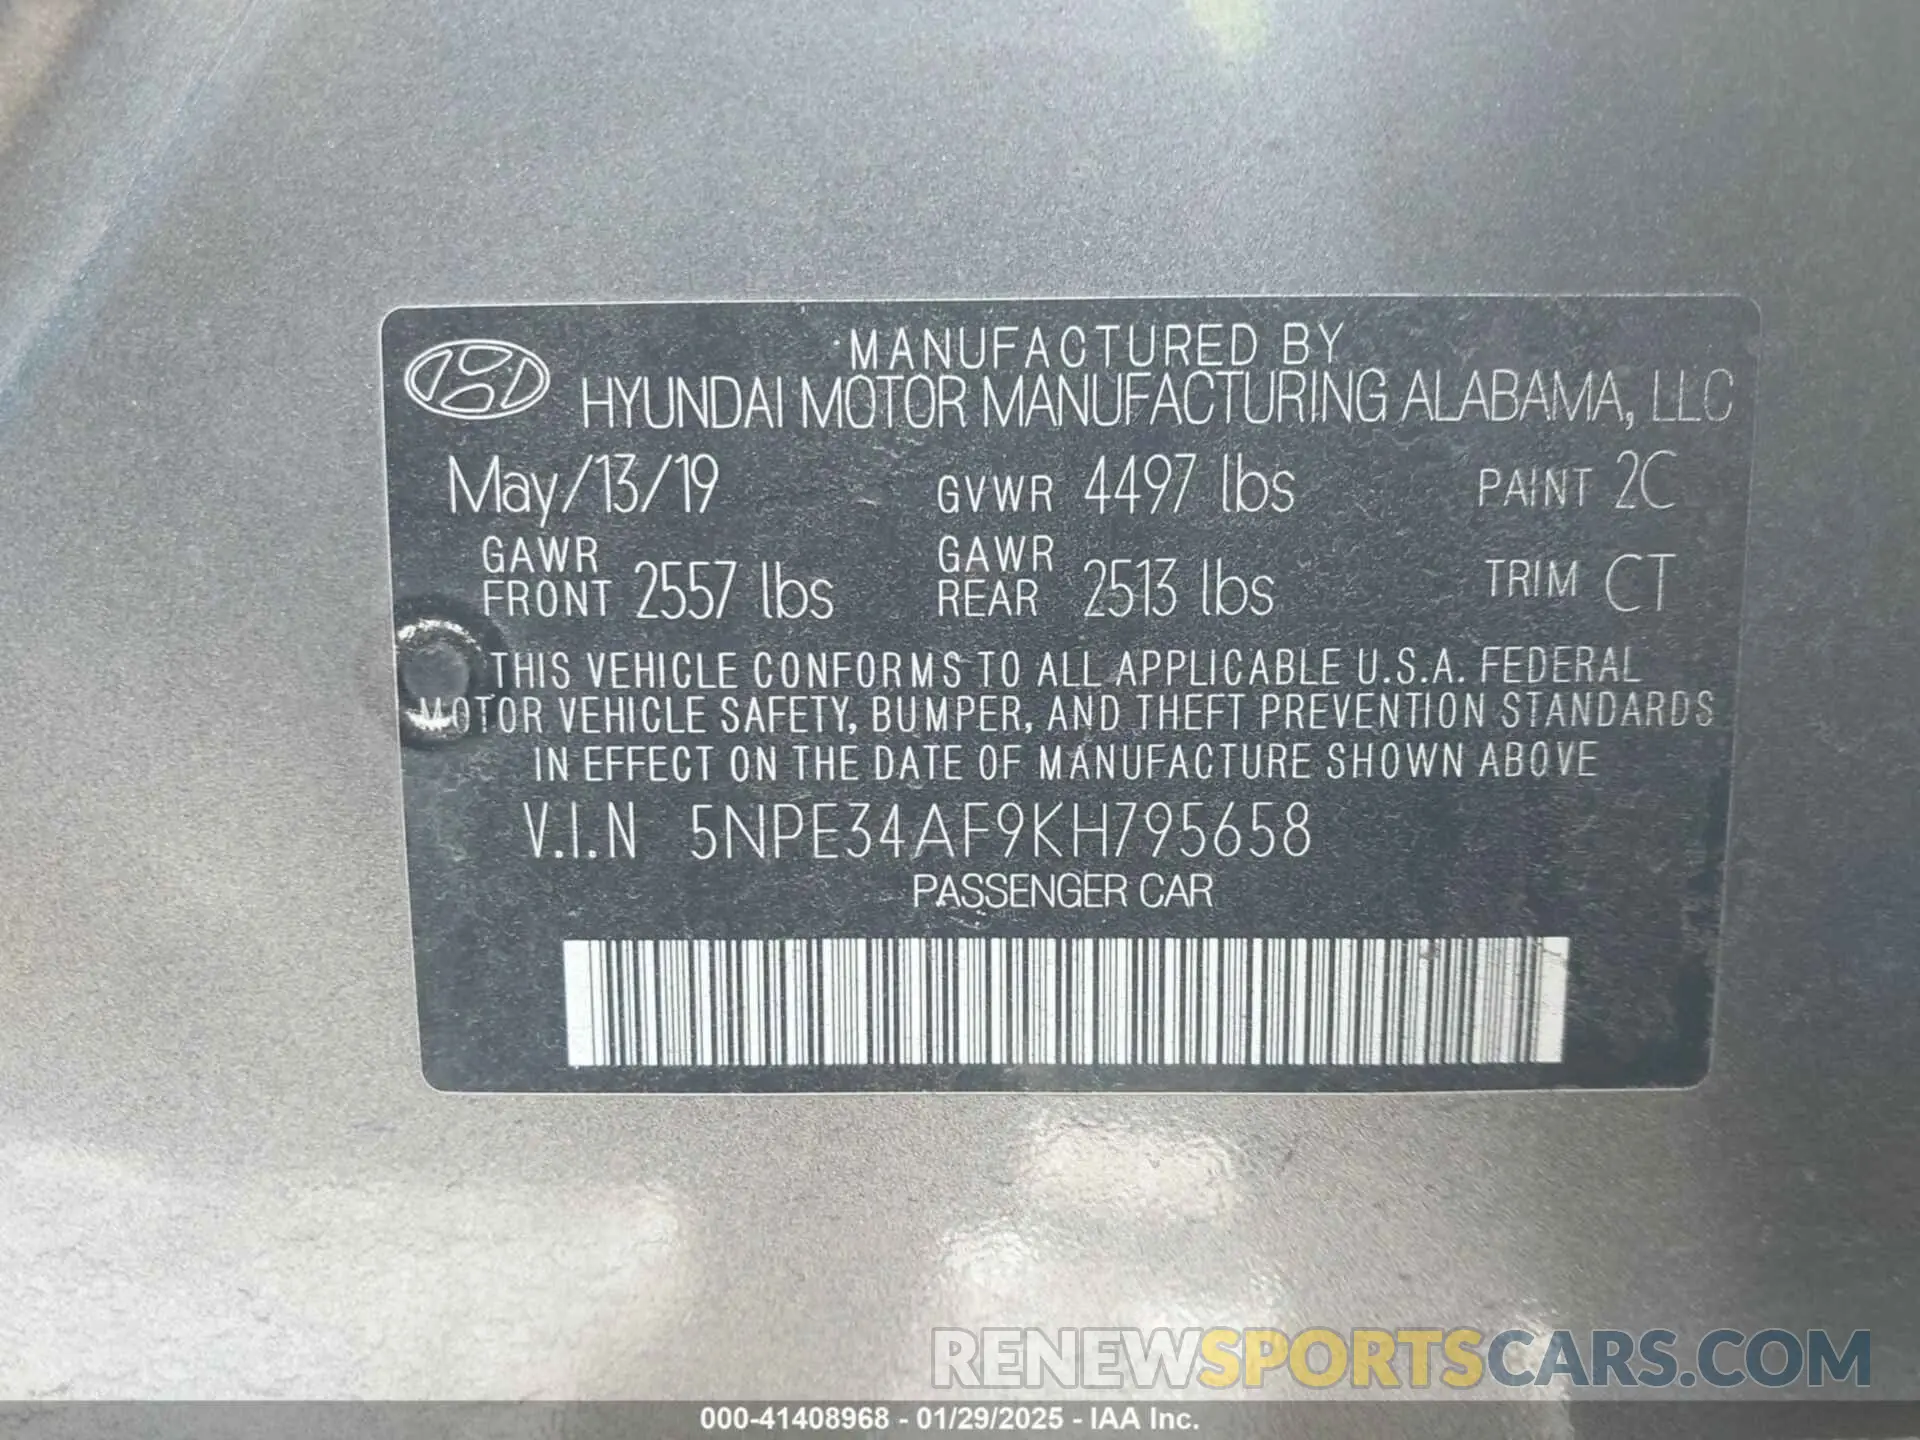 MANUFACTURED BY
HYUNDAI MOTOR MANUFACTURING ALABAMA, LLC
May/13/19 GVWR 4497 lbs PAINT 2C
GAWR FRONT 2557 lbs GAWR REAR 2513 lbs TRIM CT
THIS VEHICLE CONFORMS TO ALL APPLICABLE U.S.A. FEDERAL
MOTOR VEHICLE SAFETY, BUMPER, AND THEFT PREVENTION STANDARDS
IN EFFECT ON THE DATE OF MANUFACTURE SHOWN ABOVE
V.I.N 5NPE34AF9KH795658
PASSENGER CAR
RENEWSPORTSCARS.COM
000-41408968 - 01/29/2025 - IAA Inc.